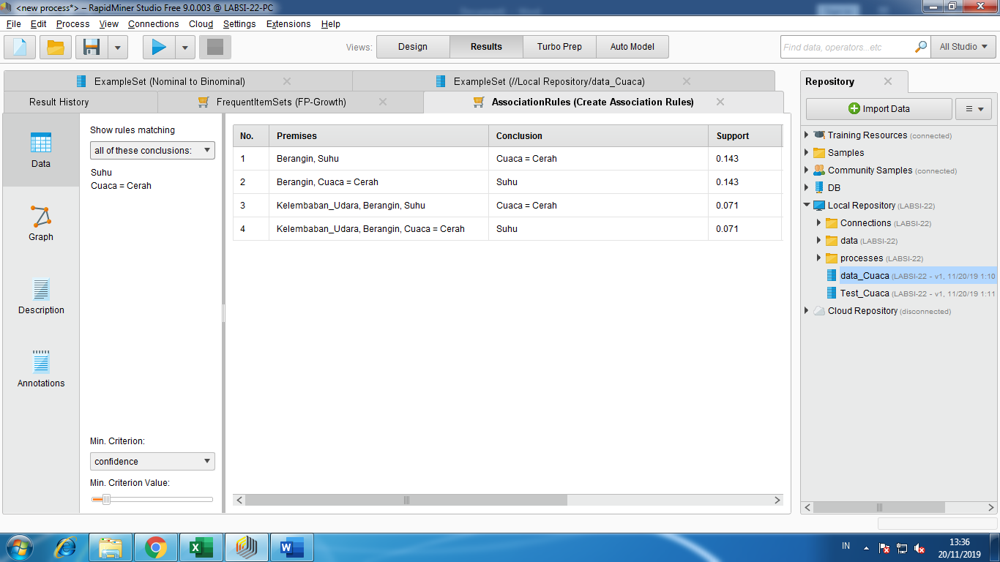 <new process*> – RapidMiner Studio Free 9.0.003 @ LABSI-22-PC
File Edit Process View Connections Cloud Settings Extensions Help
Views: Design Results Turbo Prep Auto Model Find data, operators...etc All Studio
ExampleSet (Nominal to Binominal) ExampleSet (//Local Repository/data_Cuaca)
Result History FrequentItemSets (FP-Growth) AssociationRules (Create Association Rules)
Data
Graph
Description
Annotations
Show rules matching
all of these conclusions:
Suhu
Cuaca = Cerah
Min. Criterion:
confidence
Min. Criterion Value:
No. Premises Conclusion Support
1 Berangin, Suhu Cuaca = Cerah 0.143
2 Berangin, Cuaca = Cerah Suhu 0.143
3 Kelembaban_Udara, Berangin, Suhu Cuaca = Cerah 0.071
4 Kelembaban_Udara, Berangin, Cuaca = Cerah Suhu 0.071
Repository
Import Data
Training Resources (connected)
Samples
Community Samples (connected)
DB
Local Repository (LABSI-22)
Connections (LABSI-22)
data (LABSI-22)
processes (LABSI-22)
data_Cuaca (LABSI-22 - v1, 11/20/19 1:10
Test_Cuaca (LABSI-22 - v1, 11/20/19 1:11
Cloud Repository (disconnected)
IN
13:36
20/11/2019